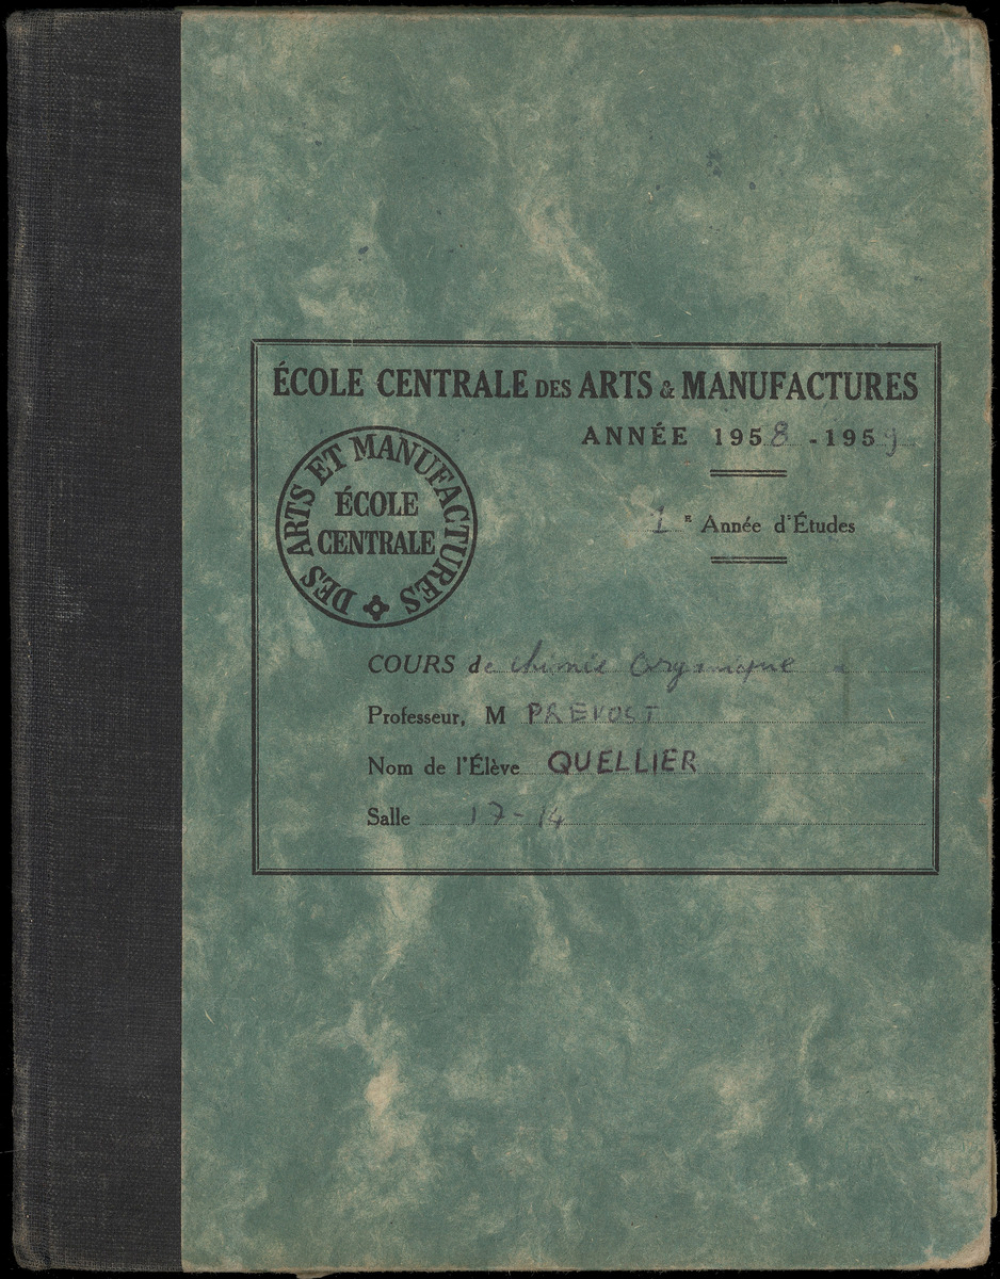 ÉCOLE CENTRALE DES ARTS & MANUFACTURES
ANNÉE 1958-1959
1E Année d'Études
DES ARTS ET MANUFACTURES
ÉCOLE
CENTRALE
COURS de chimie organique
Professeur, M PREVOST
Nom de l'Élève QUELLIER
Salle 17-14